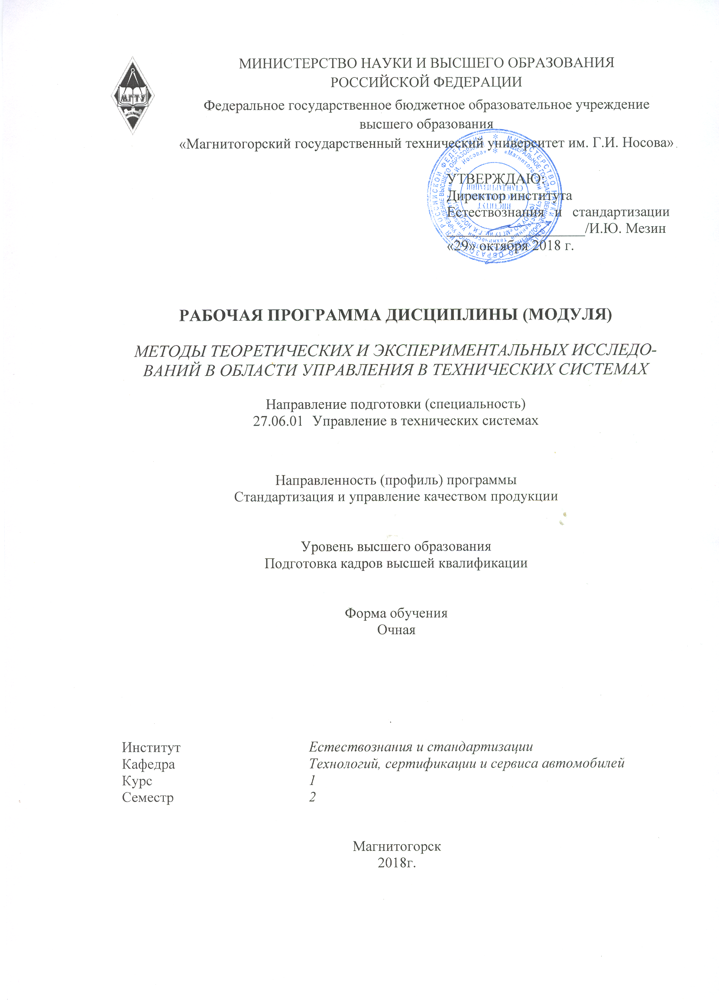 МИНИСТЕРСТВО НАУКИ И ВЫСШЕГО ОБРАЗОВАНИЯ
РОССИЙСКОЙ ФЕДЕРАЦИИ
Федеральное государственное бюджетное образовательное учреждение
высшего образования
«Магнитогорский государственный технический университет им. Г.И. Носова»
МГТУ
УТВЕРЖДАЮ:
Директор института
Естествознания и стандартизации
/И.Ю. Мезин
«29» октября 2018 г.
РАБОЧАЯ ПРОГРАММА ДИСЦИПЛИНЫ (МОДУЛЯ)
МЕТОДЫ ТЕОРЕТИЧЕСКИХ И ЭКСПЕРИМЕНТАЛЬНЫХ ИССЛЕДО-
ВАНИЙ В ОБЛАСТИ УПРАВЛЕНИЯ В ТЕХНИЧЕСКИХ СИСТЕМАХ
Направление подготовки (специальность)
27.06.01 Управление в технических системах
Направленность (профиль) программы
Стандартизация и управление качеством продукции
Уровень высшего образования
Подготовка кадров высшей квалификации
Форма обучения
Очная
Институт Естествознания и стандартизации
Кафедра Технологий, сертификации и сервиса автомобилей
Курс 1
Семестр 2
Магнитогорск
2018г.